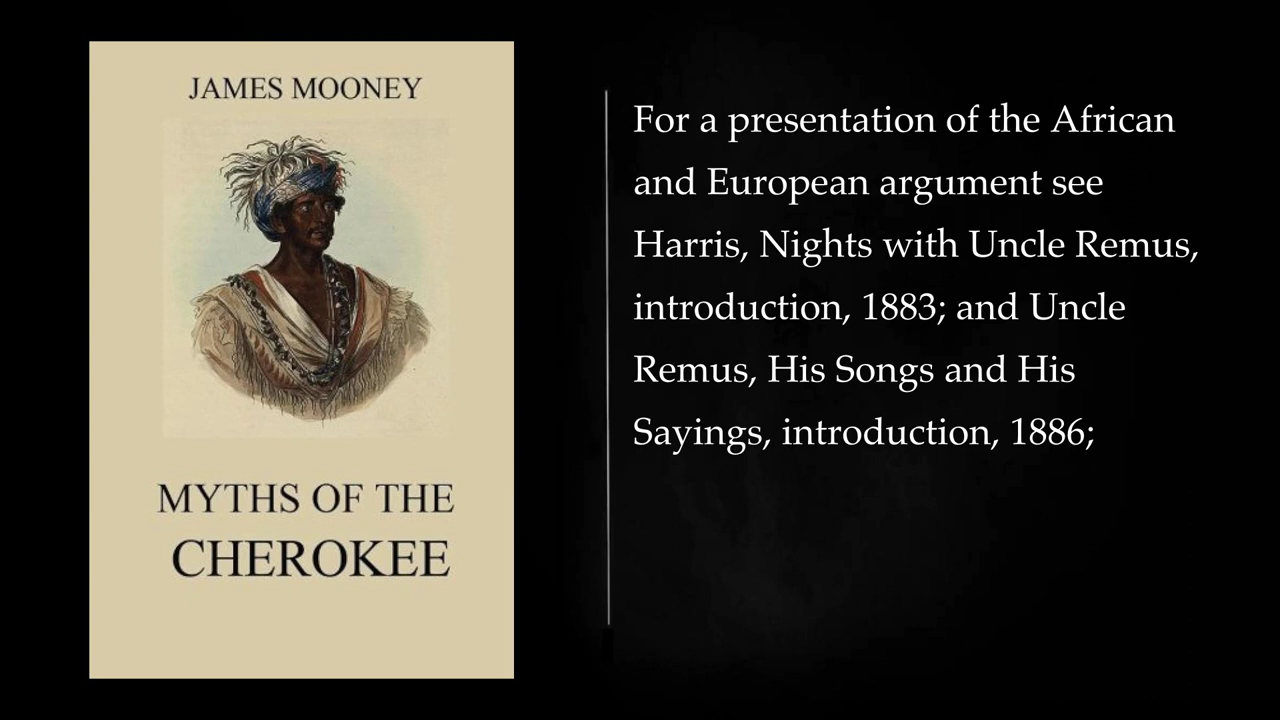 JAMES MOONEY
MYTHS OF THE
CHEROKEE
For a presentation of the African
and European argument see
Harris, Nights with Uncle Remus,
introduction, 1883; and Uncle
Remus, His Songs and His
Sayings, introduction, 1886;